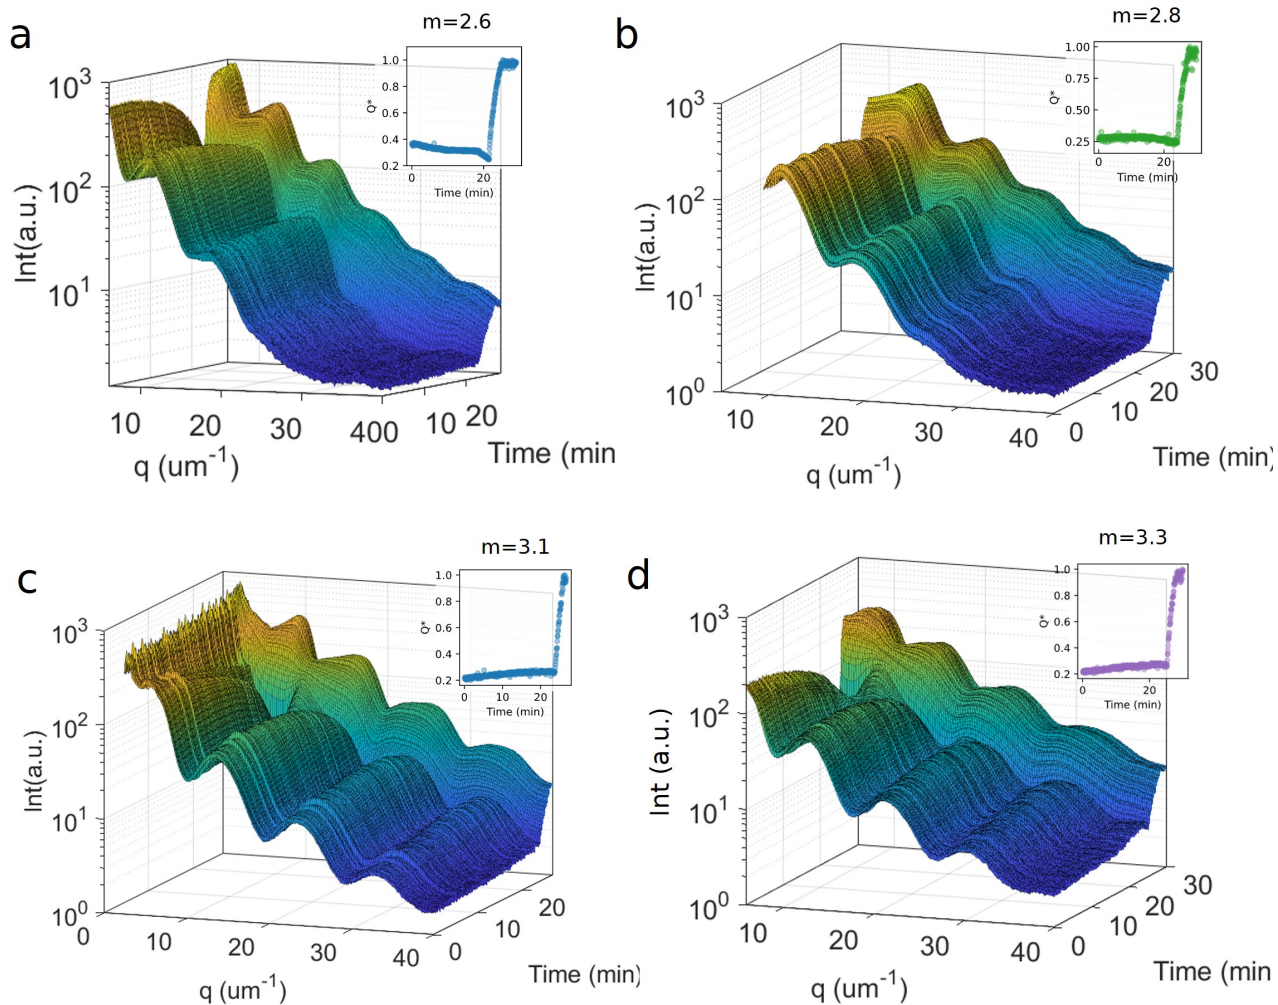 a
m=2.6
10³
10²
10¹
Int(a.u.)
10
20
30
400
10
20
q (um⁻¹)
Time (min
1.0
0.8
0.6
0.4
0.2
Q*
0
10
20
Time (min)
b
m=2.8
10³
10²
10¹
10⁰
Int(a.u.)
10
20
30
40
0
10
20
30
q (um⁻¹)
Time (min)
1.00
0.75
0.50
0.25
Q*
0
10
20
Time (min)
c
m=3.1
10³
10²
10¹
10⁰
Int(a.u.)
0
10
20
30
40
0
10
20
q (um⁻¹)
Time (min)
1.0
0.8
0.6
0.4
0.2
Q*
0
10
20
Time (min)
d
m=3.3
10³
10²
10¹
10⁰
Int (a.u.)
10
20
30
40
0
10
20
30
q (um⁻¹)
Time (min
1.0
0.8
0.6
0.4
0.2
Q*
0
10
20
Time (min)